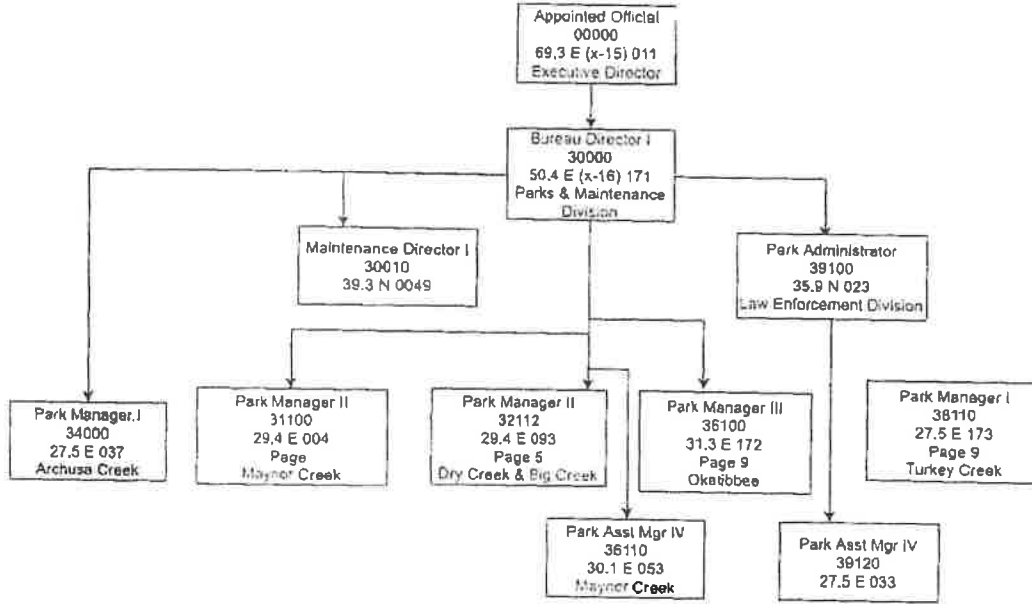 Appointed Official
00000
69.3 E (x-15) 011
Executive Director
Bureau Director I
30000
50.4 E (x-16) 171
Parks & Maintenance
Division
Maintenance Director I
30010
39.3 N 0049
Park Administrator
39100
35.9 N 023
Law Enforcement Division
Park Manager.I
34000
27.5 E 037
Archusa Creek
Park Manager II
31100
29.4 E 004
Page
Maynor Creek
Park Manager II
32112
29.4 E 093
Page 5
Dry Creek & Big Creek
Park Manager III
36100
31.3 E 172
Page 9
Okatibbee
Park Manager I
38110
27.5 E 173
Page 9
Turkey Creek
Park Asst Mgr IV
36110
30.1 E 053
Maynor Creek
Park Asst Mgr IV
39120
27.5 E 033